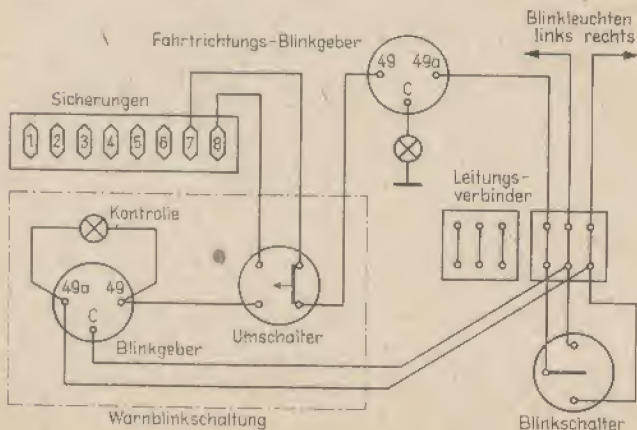 Blinkleuchten
links rechts
Fahrtrichtungs-Blinkgeber
49 49a
C
Sicherungen
1 2 3 4 5 6 7 8
Leitungs-
verbinder
Kontrolle
49a 49
C
Blinkgeber
Umschalter
Warnblinkschaltung
Blinkschalter